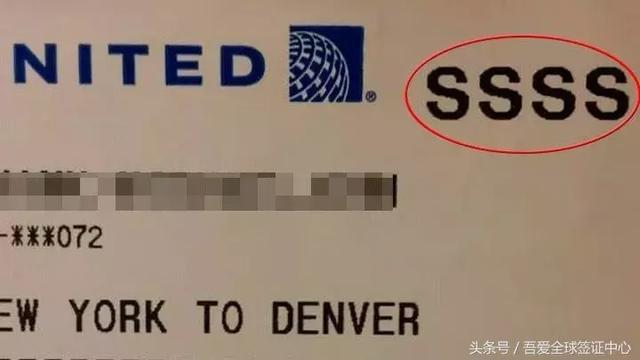 NITED
SSSS
-***072
EW YORK TO DENVER
头条号 / 吾爱全球签证中心